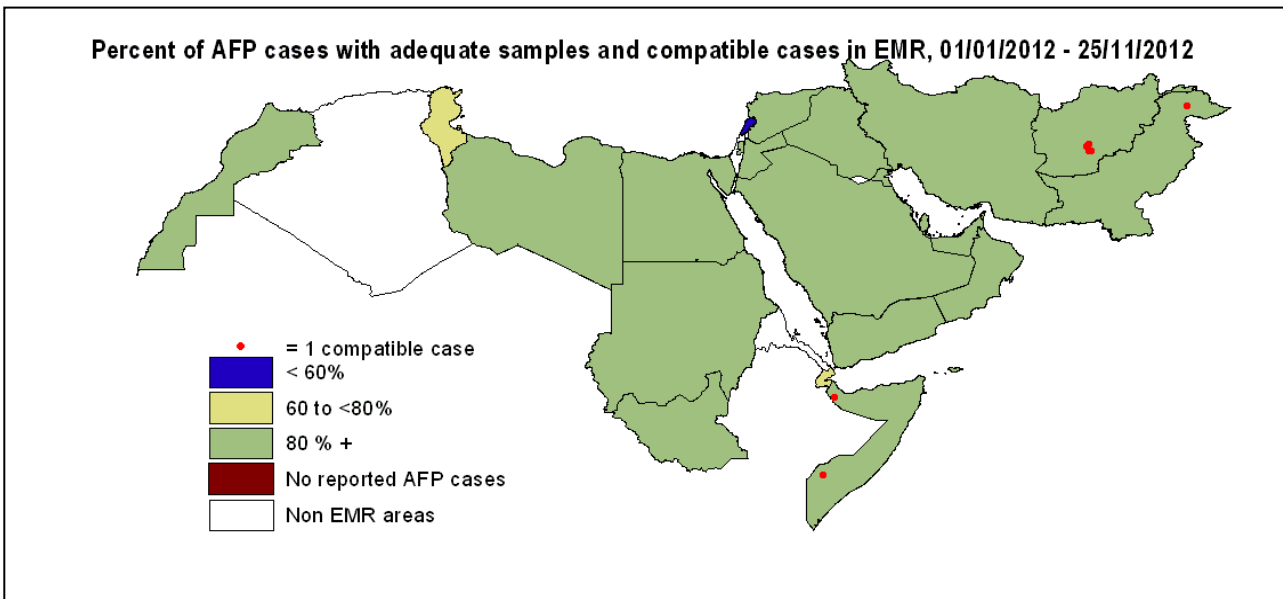 Percent of AFP cases with adequate samples and compatible cases in EMR, 01/01/2012 - 25/11/2012
= 1 compatible case
< 60%
60 to <80%
80 % +
No reported AFP cases
Non EMR areas